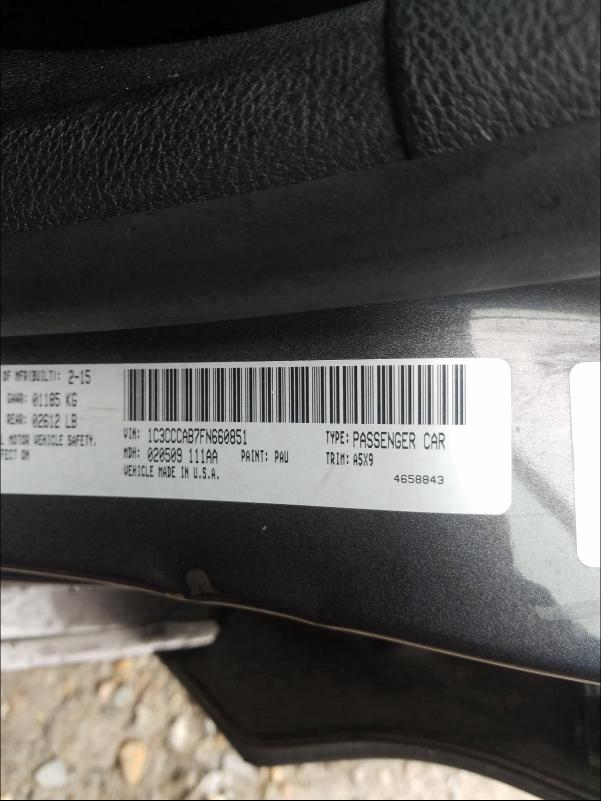 OF MFR(BUILT): 2-15
GAWR: 01185 KG
REAR: 02612 LB
MOTOR VEHICLE SAFETY.
ON
VIN: 1C3CCCAB7FN660851
TYPE: PASSENGER CAR
MDH: 020509 111AA
PAINT: PAU
TRIM: A5X9
VEHICLE MADE IN U.S.A.
4658843